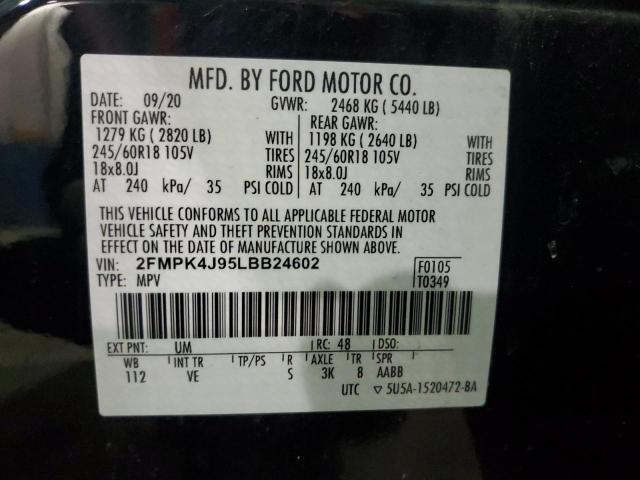 MFD. BY FORD MOTOR CO.
DATE: 09/20 GVWR: 2468 KG ( 5440 LB)
FRONT GAWR: REAR GAWR:
1279 KG ( 2820 LB) WITH 1198 KG ( 2640 LB) WITH
245/60R18 105V TIRES 245/60R18 105V TIRES
18x8.0J RIMS 18x8.0J RIMS
AT 240 kPa/ 35 PSI COLD AT 240 kPa/ 35 PSI COLD
THIS VEHICLE CONFORMS TO ALL APPLICABLE FEDERAL MOTOR
VEHICLE SAFETY AND THEFT PREVENTION STANDARDS IN
EFFECT ON THE DATE OF MANUFACTURE SHOWN ABOVE.
VIN: 2FMPK4J95LBB24602 F0105
TYPE: MPV T0349
EXT PNT: UM RC: 48 DSO:
WB INT TR TP/PS R AXLE TR SPR
112 VE S 3K 8 AABB
UTC ▽ 5U5A-1520472-BA